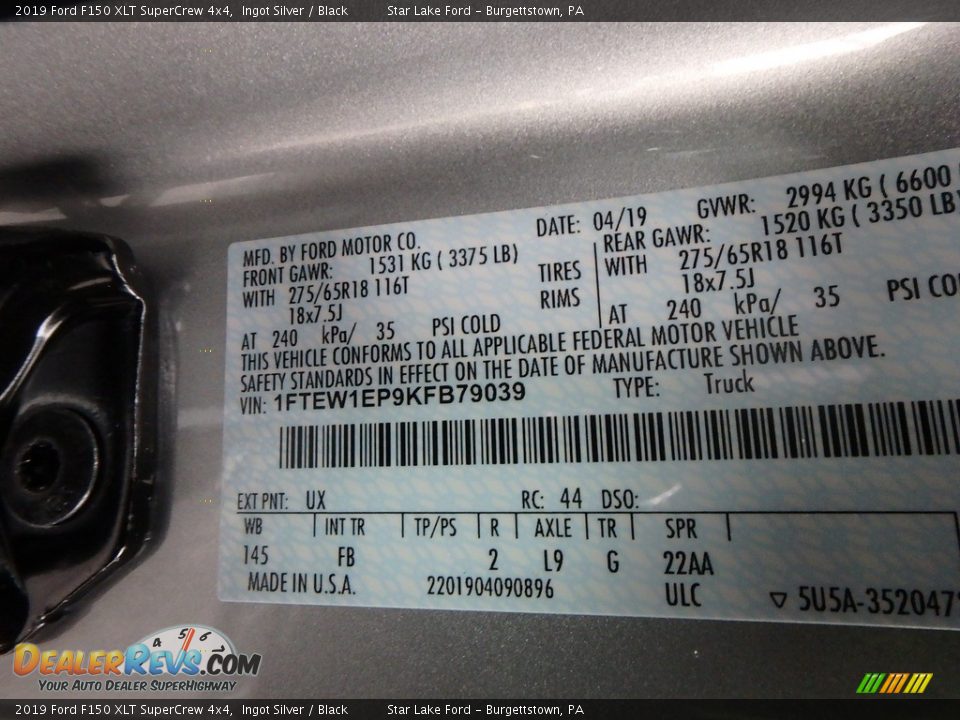 2019 Ford F150 XLT SuperCrew 4x4, Ingot Silver / Black Star Lake Ford - Burgettstown, PA
MFD. BY FORD MOTOR CO. DATE: 04/19 GVWR: 2994 KG ( 6600
FRONT GAWR: 1531 KG ( 3375 LB) REAR GAWR: 1520 KG ( 3350 LB)
WITH 275/65R18 116T TIRES WITH 275/65R18 116T
18x7.5J RIMS 18x7.5J
AT 240 kPa/ 35 PSI COLD AT 240 kPa/ 35 PSI CO
THIS VEHICLE CONFORMS TO ALL APPLICABLE FEDERAL MOTOR VEHICLE
SAFETY STANDARDS IN EFFECT ON THE DATE OF MANUFACTURE SHOWN ABOVE.
VIN: 1FTEW1EP9KFB79039 TYPE: Truck
EXT PNT: UX RC: 44 DSO:
WB INT TR TP/PS R AXLE TR SPR
145 FB 2 L9 G 22AA
MADE IN U.S.A. 2201904090896 ULC ▽ 5U5A-352047
4 5 6 7
DealerRevs.com
Your Auto Dealer SuperHighway
2019 Ford F150 XLT SuperCrew 4x4, Ingot Silver / Black Star Lake Ford - Burgettstown, PA